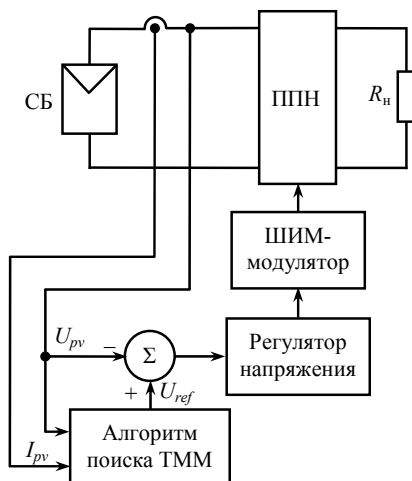 СБ
ППН
Rн
ШИМ-
модулятор
Upv
−
Σ
Регулятор
напряжения
+
Uref
Ipv
Алгоритм
поиска ТММ